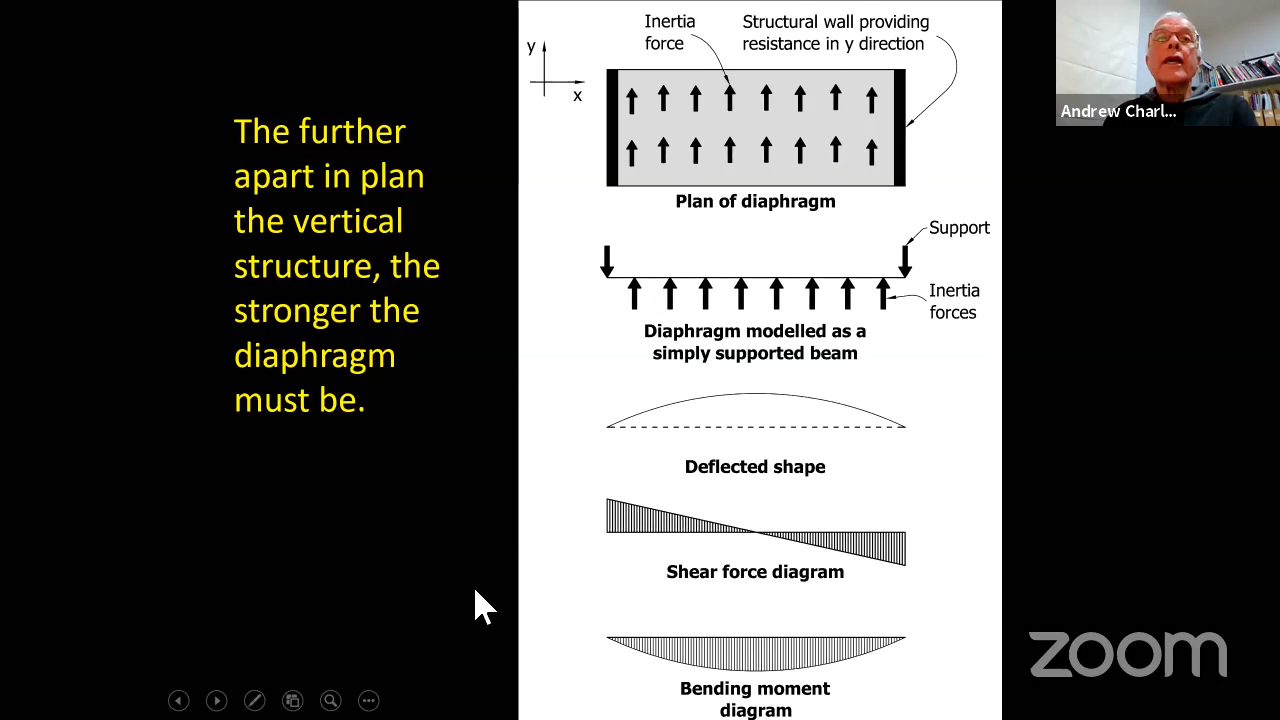 The further
apart in plan
the vertical
structure, the
stronger the
diaphragm
must be.
Inertia
force
Structural wall providing
resistance in y direction
y
x
Plan of diaphragm
Support
Inertia
forces
Diaphragm modelled as a
simply supported beam
Deflected shape
Shear force diagram
Bending moment
diagram
Andrew Charl...
zoom